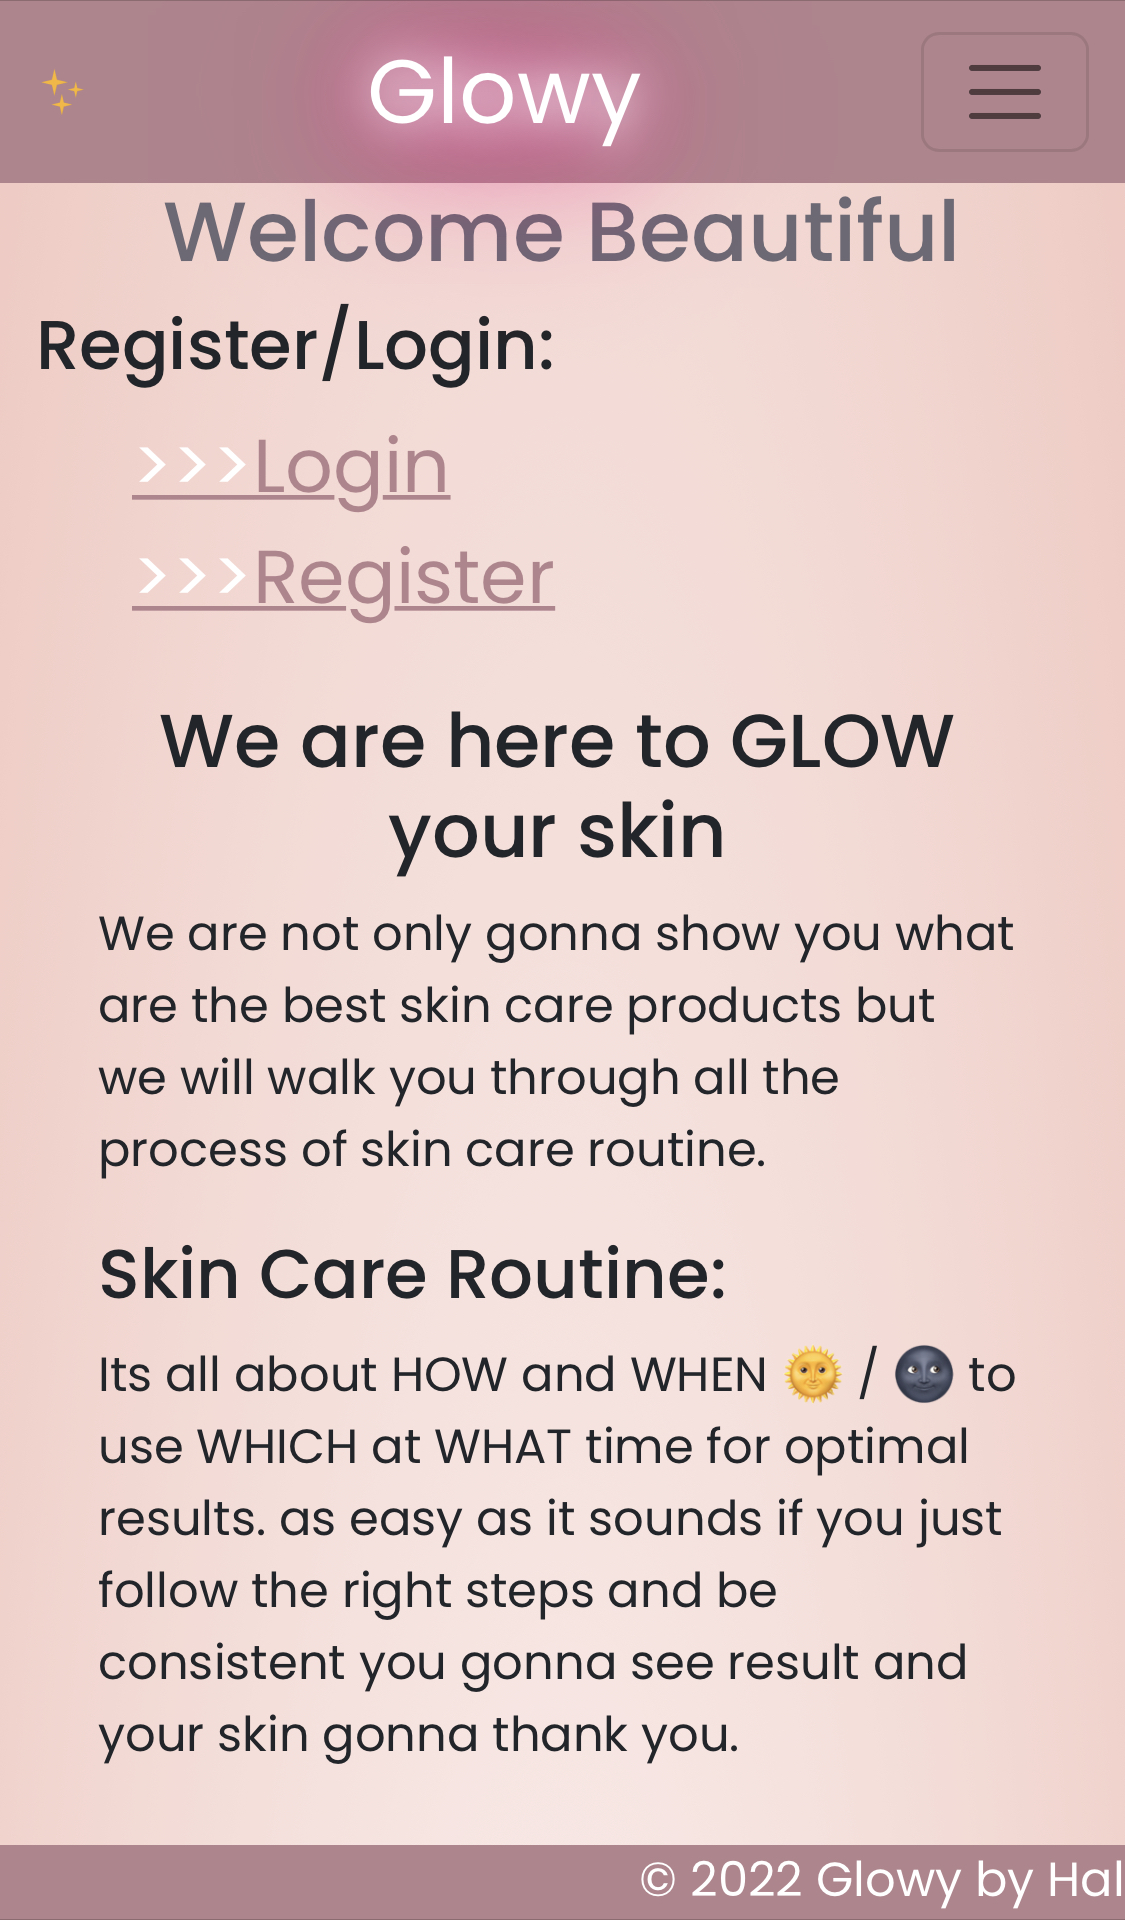 Glowy
Welcome Beautiful
Register/Login:
>>>Login
>>>Register
We are here to GLOW
your skin
We are not only gonna show you what
are the best skin care products but
we will walk you through all the
process of skin care routine.
Skin Care Routine:
Its all about HOW and WHEN 🌞 / 🌚 to
use WHICH at WHAT time for optimal
results. as easy as it sounds if you just
follow the right steps and be
consistent you gonna see result and
your skin gonna thank you.
© 2022 Glowy by Hal